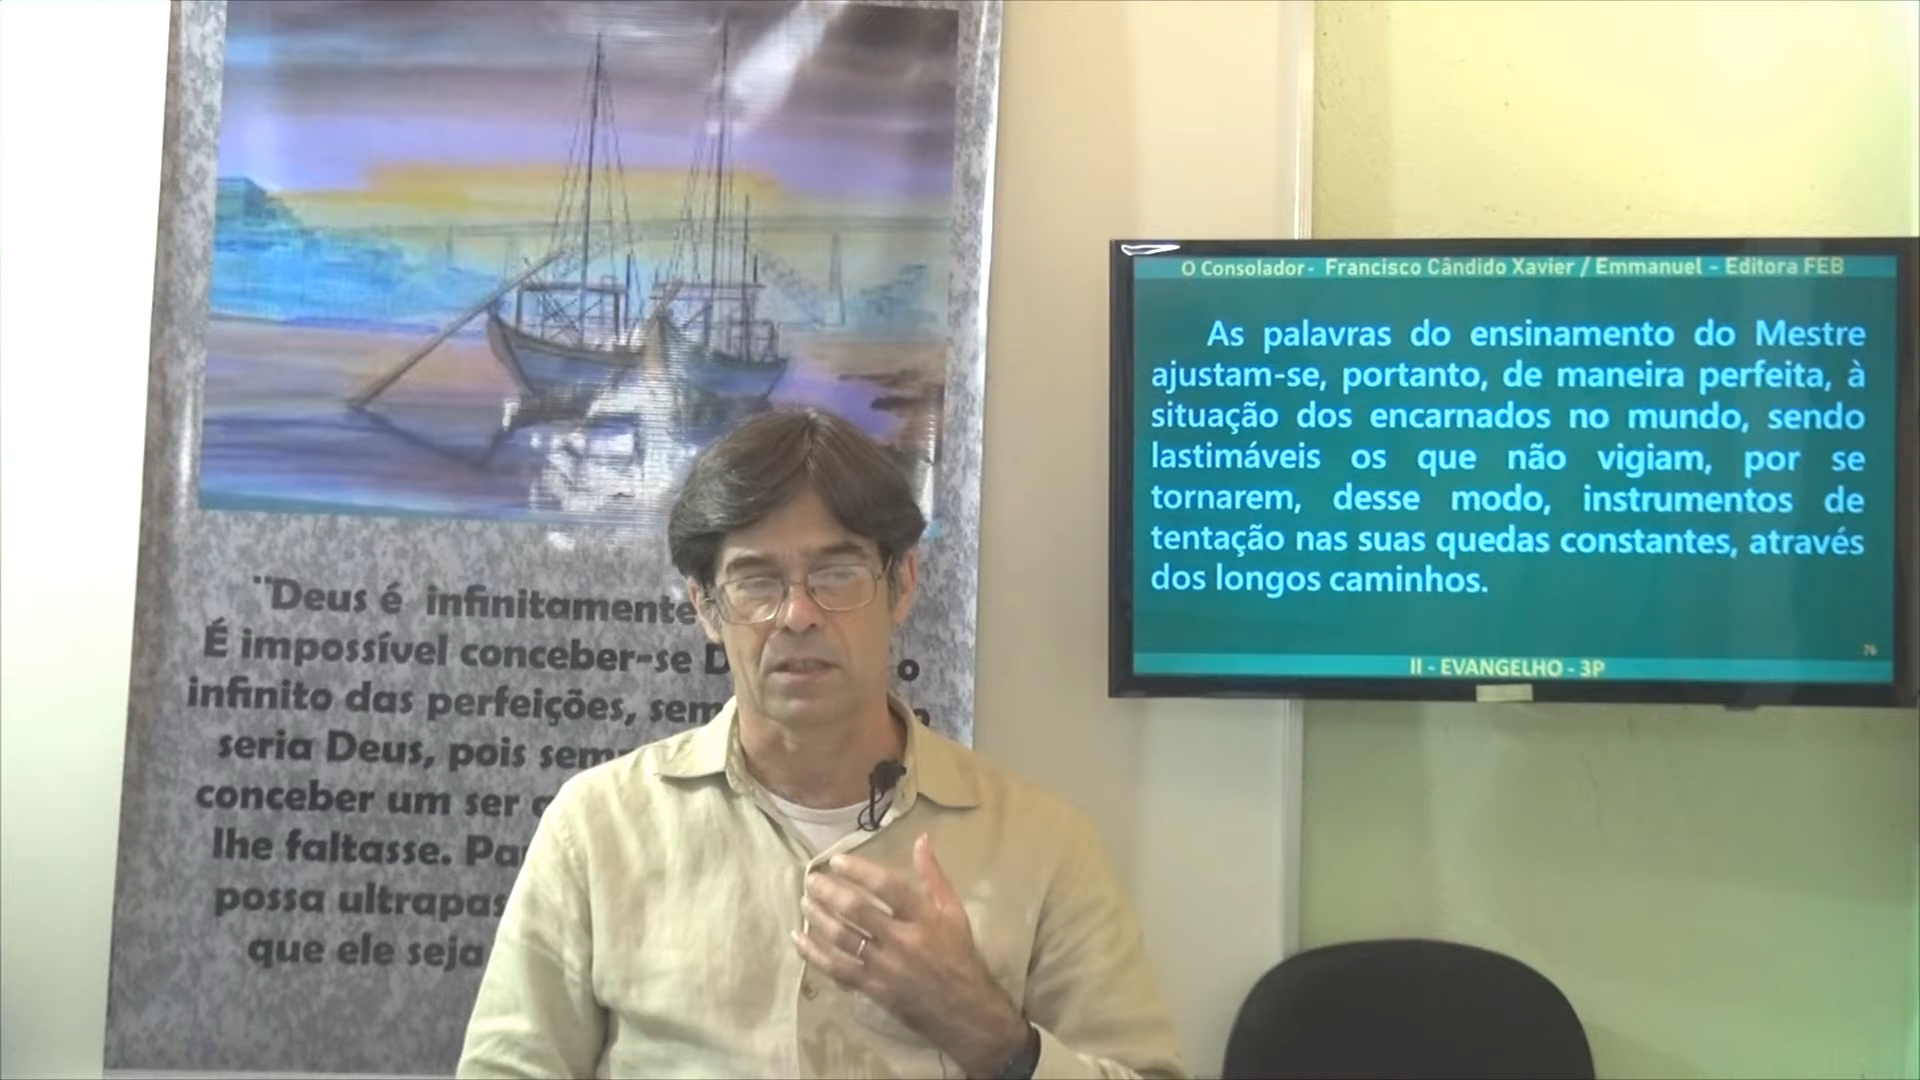 ¨Deus é infinitamente
É impossível conceber-se
infinito das perfeições, sem
seria Deus, pois sem
conceber um ser
lhe faltasse.
possa
que ele seja
O Consolador - Francisco Cândido Xavier / Emmanuel - Editora FEB
As palavras do ensinamento do Mestre
ajustam-se, portanto, de maneira perfeita, à
situação dos encarnados no mundo, sendo
lastimáveis os que não vigiam, por se
tornarem, desse modo, instrumentos de
tentação nas suas quedas constantes, através
dos longos caminhos.
76
II - EVANGELHO - 3P